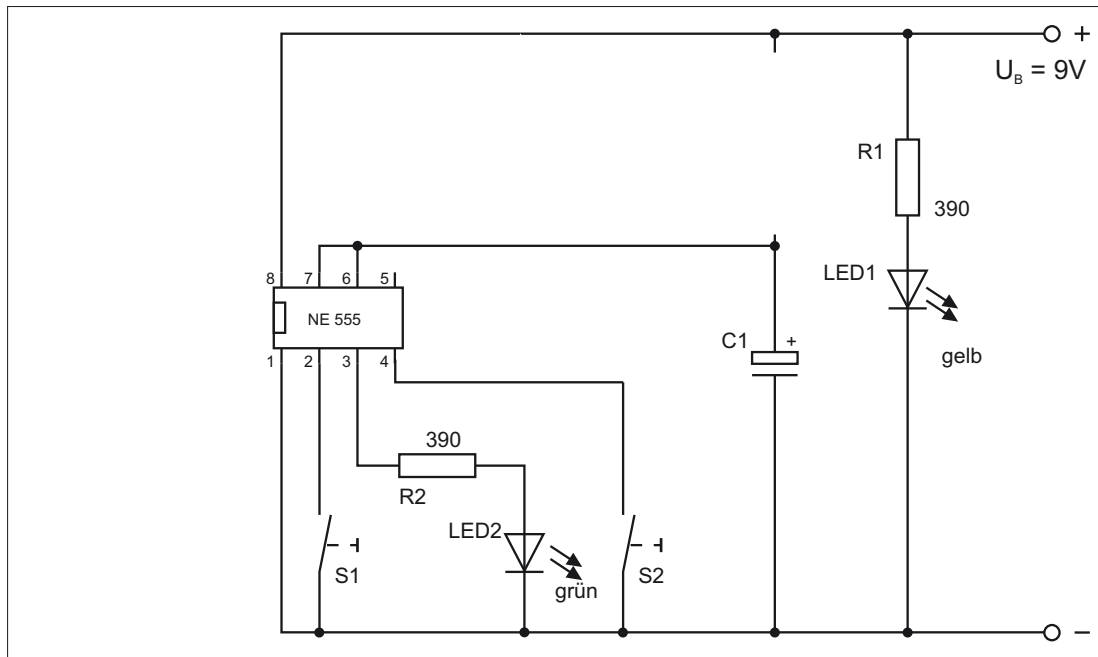 +
U_B = 9V
R1
390
8 7 6 5
LED1
NE 555
C1 +
gelb
1 2 3 4
390
R2
LED2
S1
S2
grün
−